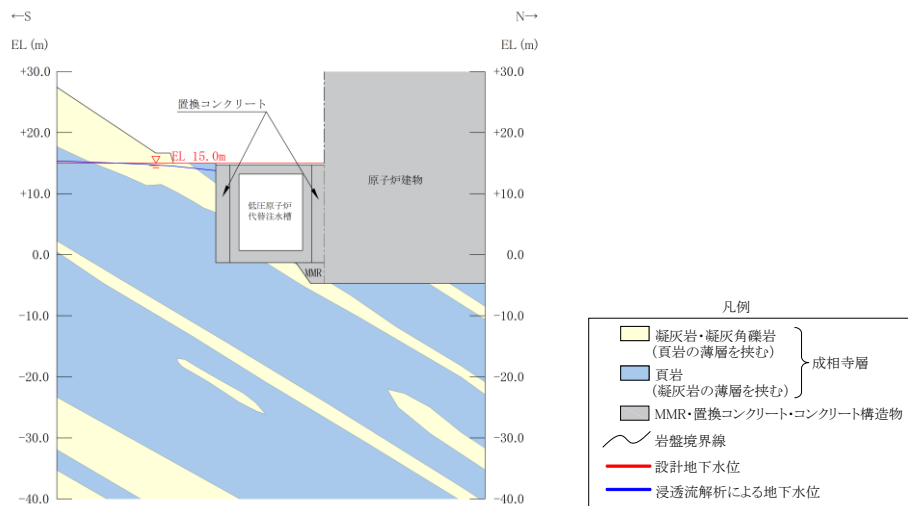 ←S
N→
EL (m)
EL (m)
+30.0
+30.0
置換コンクリート
+20.0
+20.0
EL 15.0m
原子炉建物
+10.0
低圧原子炉
代替注水槽
+10.0
0.0
0.0
MMR
-10.0
-10.0
-20.0
-20.0
-30.0
-30.0
-40.0
-40.0
凡例
凝灰岩・凝灰角礫岩
(頁岩の薄層を挟む)
成相寺層
頁岩
(凝灰岩の薄層を挟む)
MMR・置換コンクリート・コンクリート構造物
岩盤境界線
設計地下水位
浸透流解析による地下水位